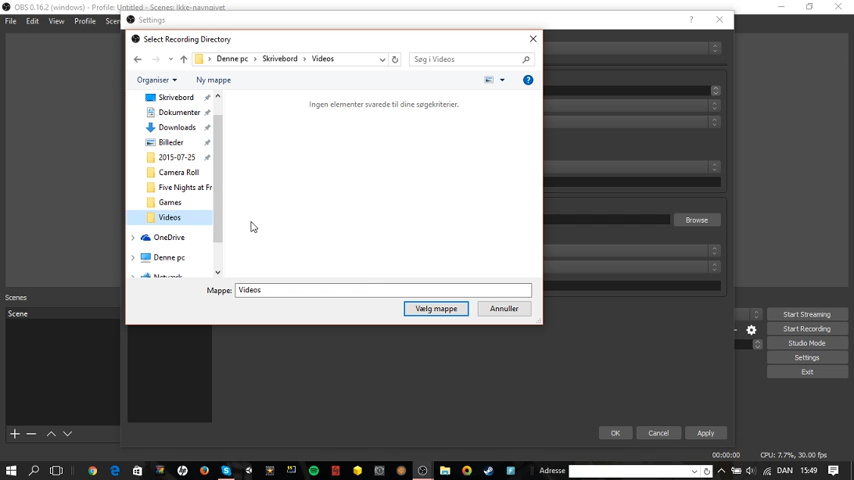 OBS 0.16.2 (windows) - Profile: Untitled - Scenes: Ikke-navngivet
File Edit View Profile Scen
Settings
?
Select Recording Directory
Denne pc > Skrivebord > Videos
Søg i Videos
Organiser
Ny mappe
Skrivebord
Ingen elementer svarede til dine søgekriterier.
Dokumenter
Downloads
Billeder
2015-07-25
Camera Roll
Five Nights at Fr
Games
Videos
Browse
OneDrive
Denne pc
Netværk
Mappe: Videos
Vælg mappe
Annuller
Scenes
Scene
Start Streaming
Start Recording
Studio Mode
Settings
Exit
OK
Cancel
Apply
00:00:00
CPU: 7.7%, 30.00 fps
Adresse
DAN
15:49